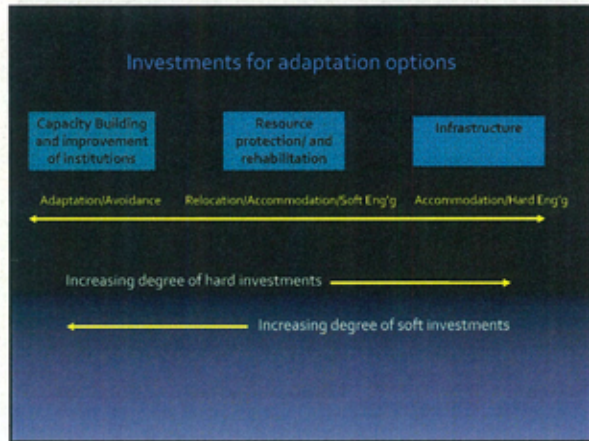 Investments for adaptation options
Capacity Building
and improvement
of institutions
Resource
protection/ and
rehabilitation
Infrastructure
Adaptation/Avoidance
Relocation/Accommodation/Soft Eng'g
Accommodation/Hard Eng'g
Increasing degree of hard investments
Increasing degree of soft investments